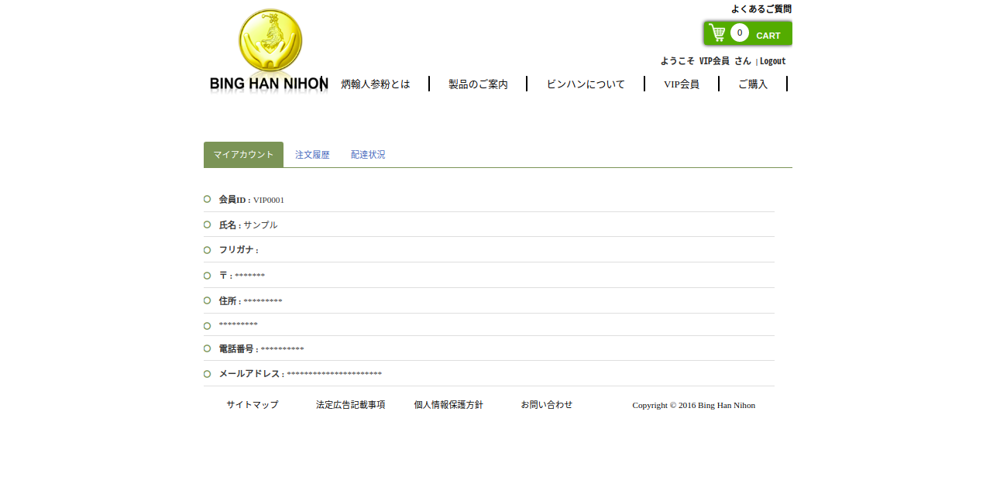 よくあるご質問
0 CART
ようこそ VIP会員 さん | Logout
BING HAN NIHON
炳翰人参粉とは 製品のご案内 ビンハンについて VIP会員 ご購入
マイアカウント 注文履歴 配達状況
会員ID : VIP0001
氏名 : サンプル
フリガナ :
〒 : *******
住所 : *********
*********
電話番号 : **********
メールアドレス : **********************
サイトマップ 法定広告記載事項 個人情報保護方針 お問い合わせ Copyright © 2016 Bing Han Nihon